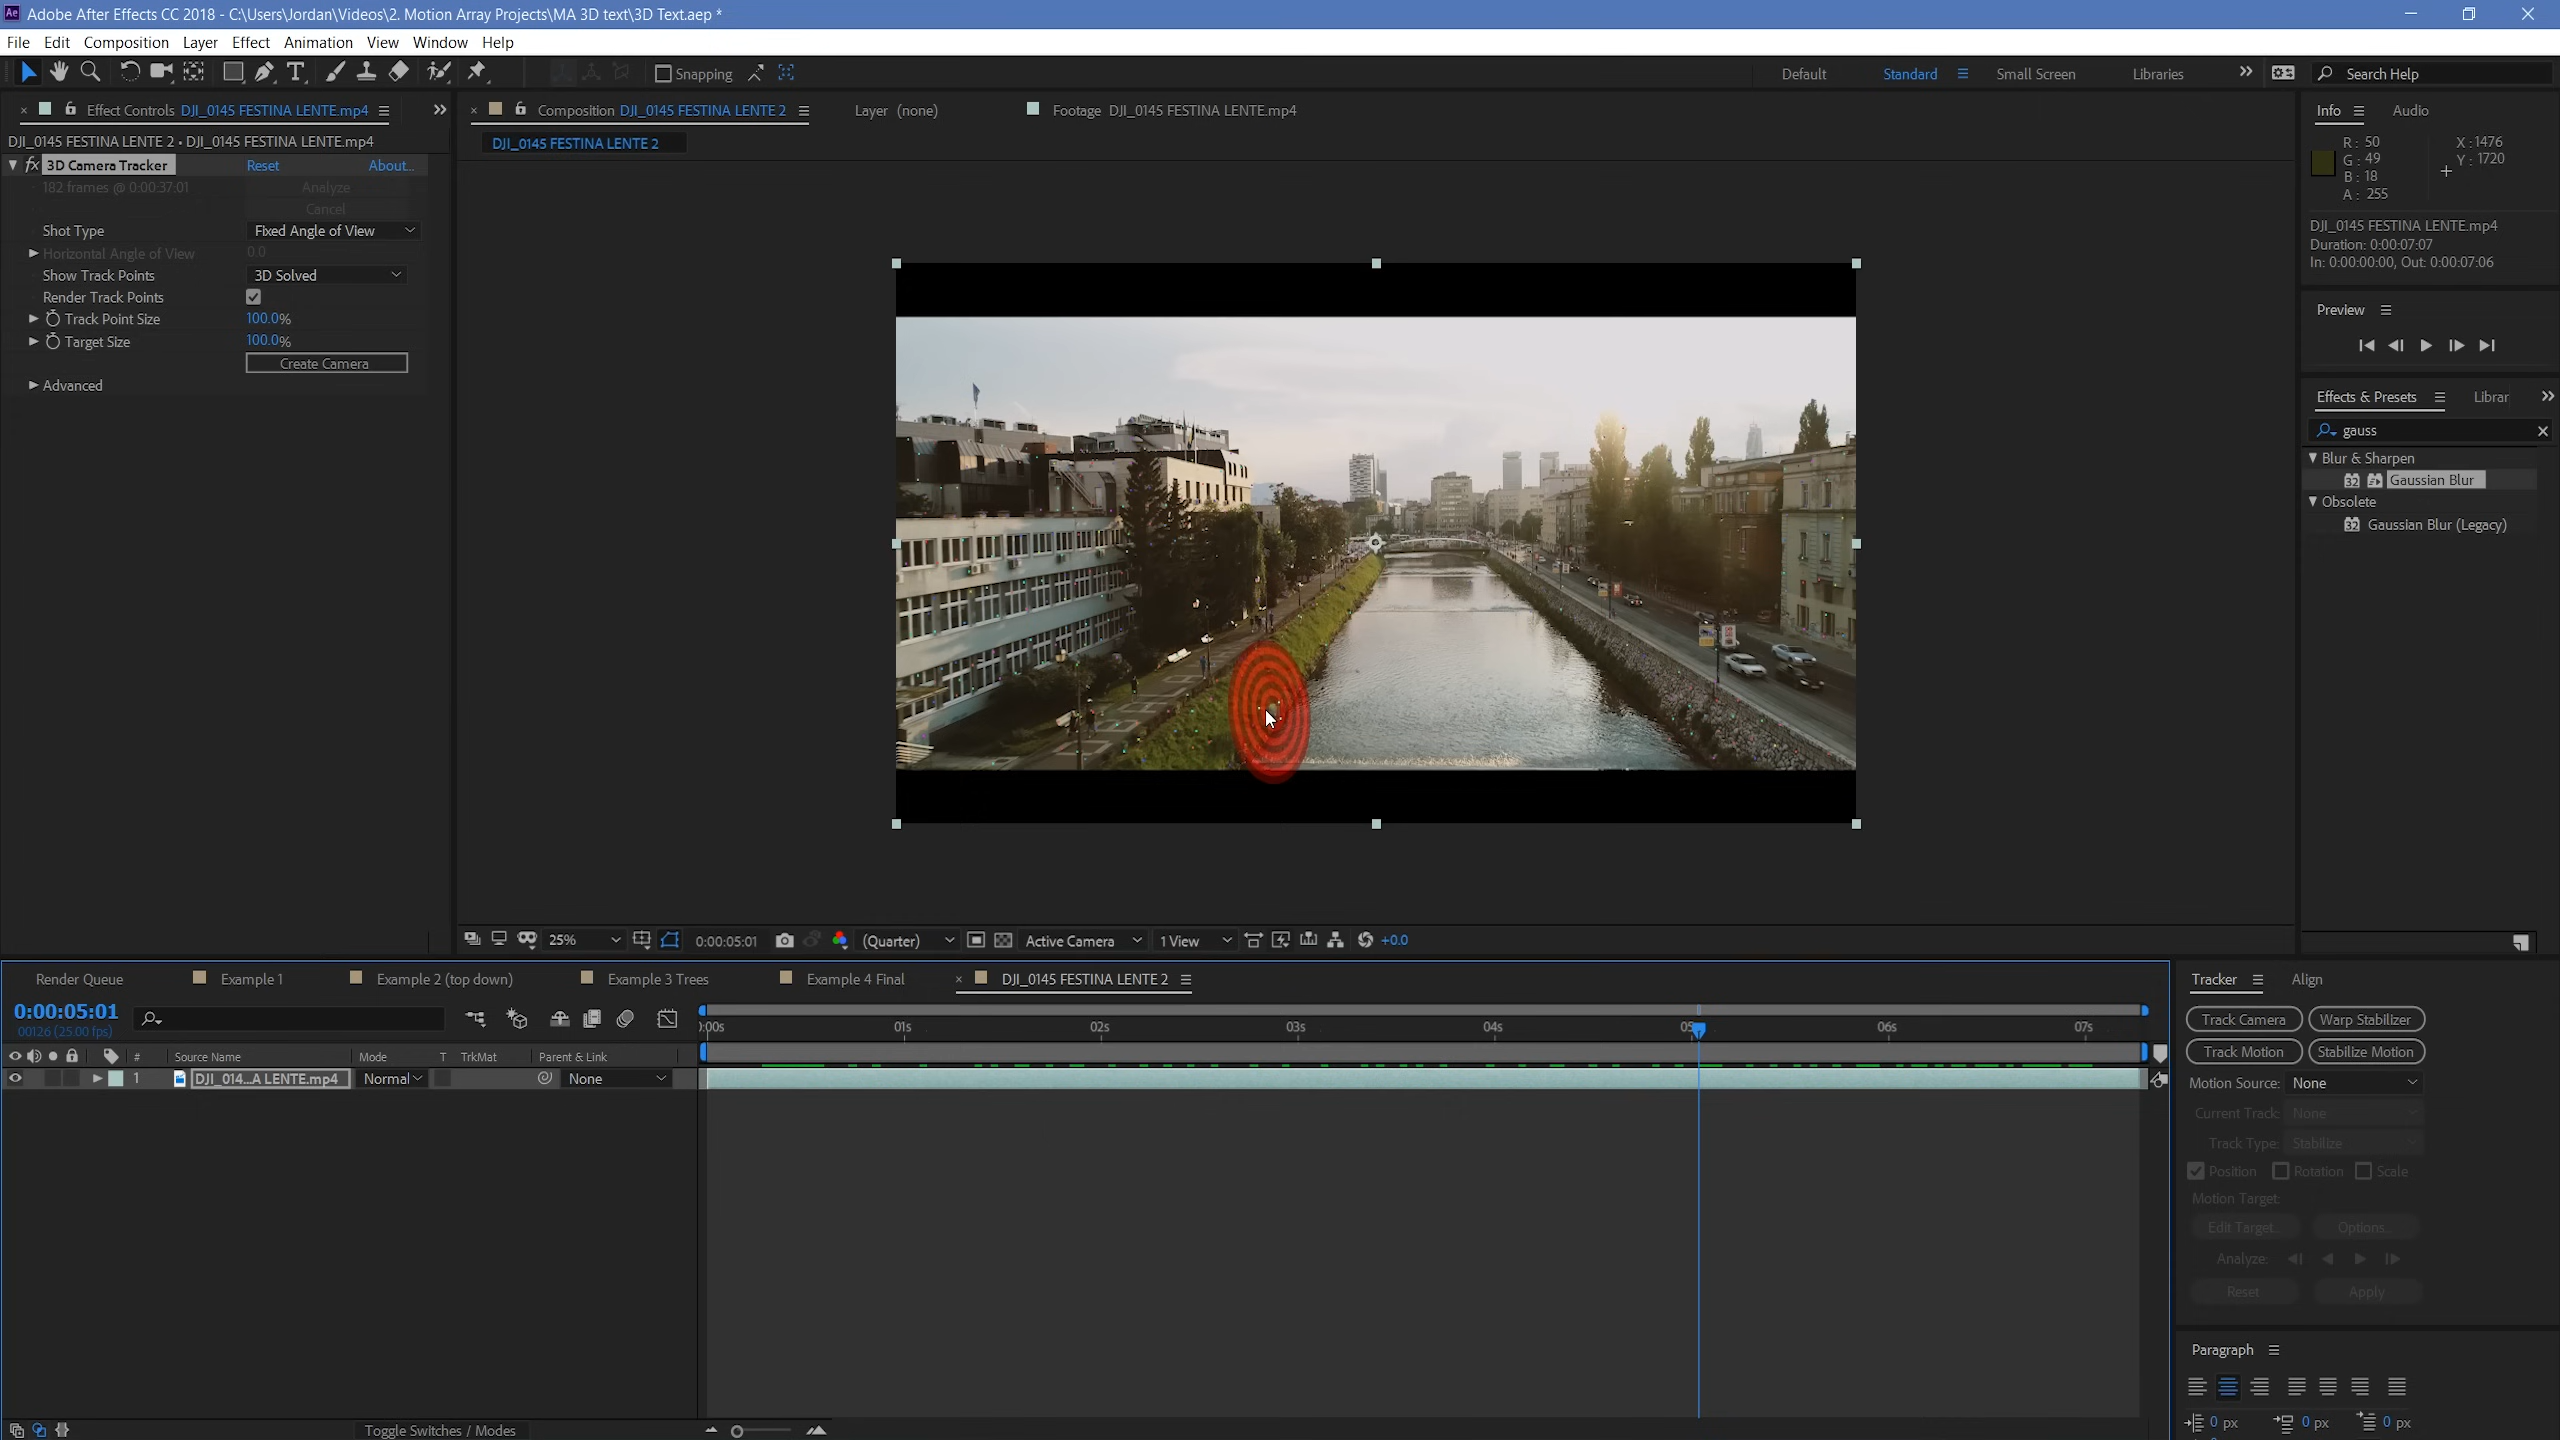 Adobe After Effects CC 2018 - C:\Users\Jordan\Videos\2. Motion Array Projects\MA 3D text\3D Text.aep *
File Edit Composition Layer Effect Animation View Window Help
Snapping Default Standard Small Screen Libraries Search Help
Effect Controls DJI_0145 FESTINA LENTE.mp4
DJI_0145 FESTINA LENTE 2 • DJI_0145 FESTINA LENTE.mp4
fx 3D Camera Tracker Reset About...
182 frames @ 0:00:37:01 Analyze
Cancel
Shot Type Fixed Angle of View
Horizontal Angle of View 0.0
Show Track Points 3D Solved
Render Track Points
Track Point Size 100.0%
Target Size 100.0%
Create Camera
Advanced
Composition DJI_0145 FESTINA LENTE 2 Layer (none) Footage DJI_0145 FESTINA LENTE.mp4
DJI_0145 FESTINA LENTE 2
25% 0:00:05:01 (Quarter) Active Camera 1 View +0.0
Info Audio
R: 50 X: 1476
G: 49 Y: 1720
B: 18
A: 255
DJI_0145 FESTINA LENTE.mp4
Duration: 0:00:07:07
In: 0:00:00:00, Out: 0:00:07:06
Preview
Effects & Presets Librar
gauss
Blur & Sharpen
32 Gaussian Blur
Obsolete
32 Gaussian Blur (Legacy)
Render Queue Example 1 Example 2 (top down) Example 3 Trees Example 4 Final DJI_0145 FESTINA LENTE 2
0:00:05:01
00126 (25.00 fps)
):00s 01s 02s 03s 04s 05 06s 07s
# Source Name Mode T TrkMat Parent & Link
1 DJI_014...A LENTE.mp4 Normal None
Toggle Switches / Modes
Tracker Align
Track Camera Warp Stabilizer
Track Motion Stabilize Motion
Motion Source: None
Current Track: None
Track Type: Stabilize
Position Rotation Scale
Motion Target:
Edit Target... Options...
Analyze:
Reset Apply
Paragraph
0 px 0 px 0 px